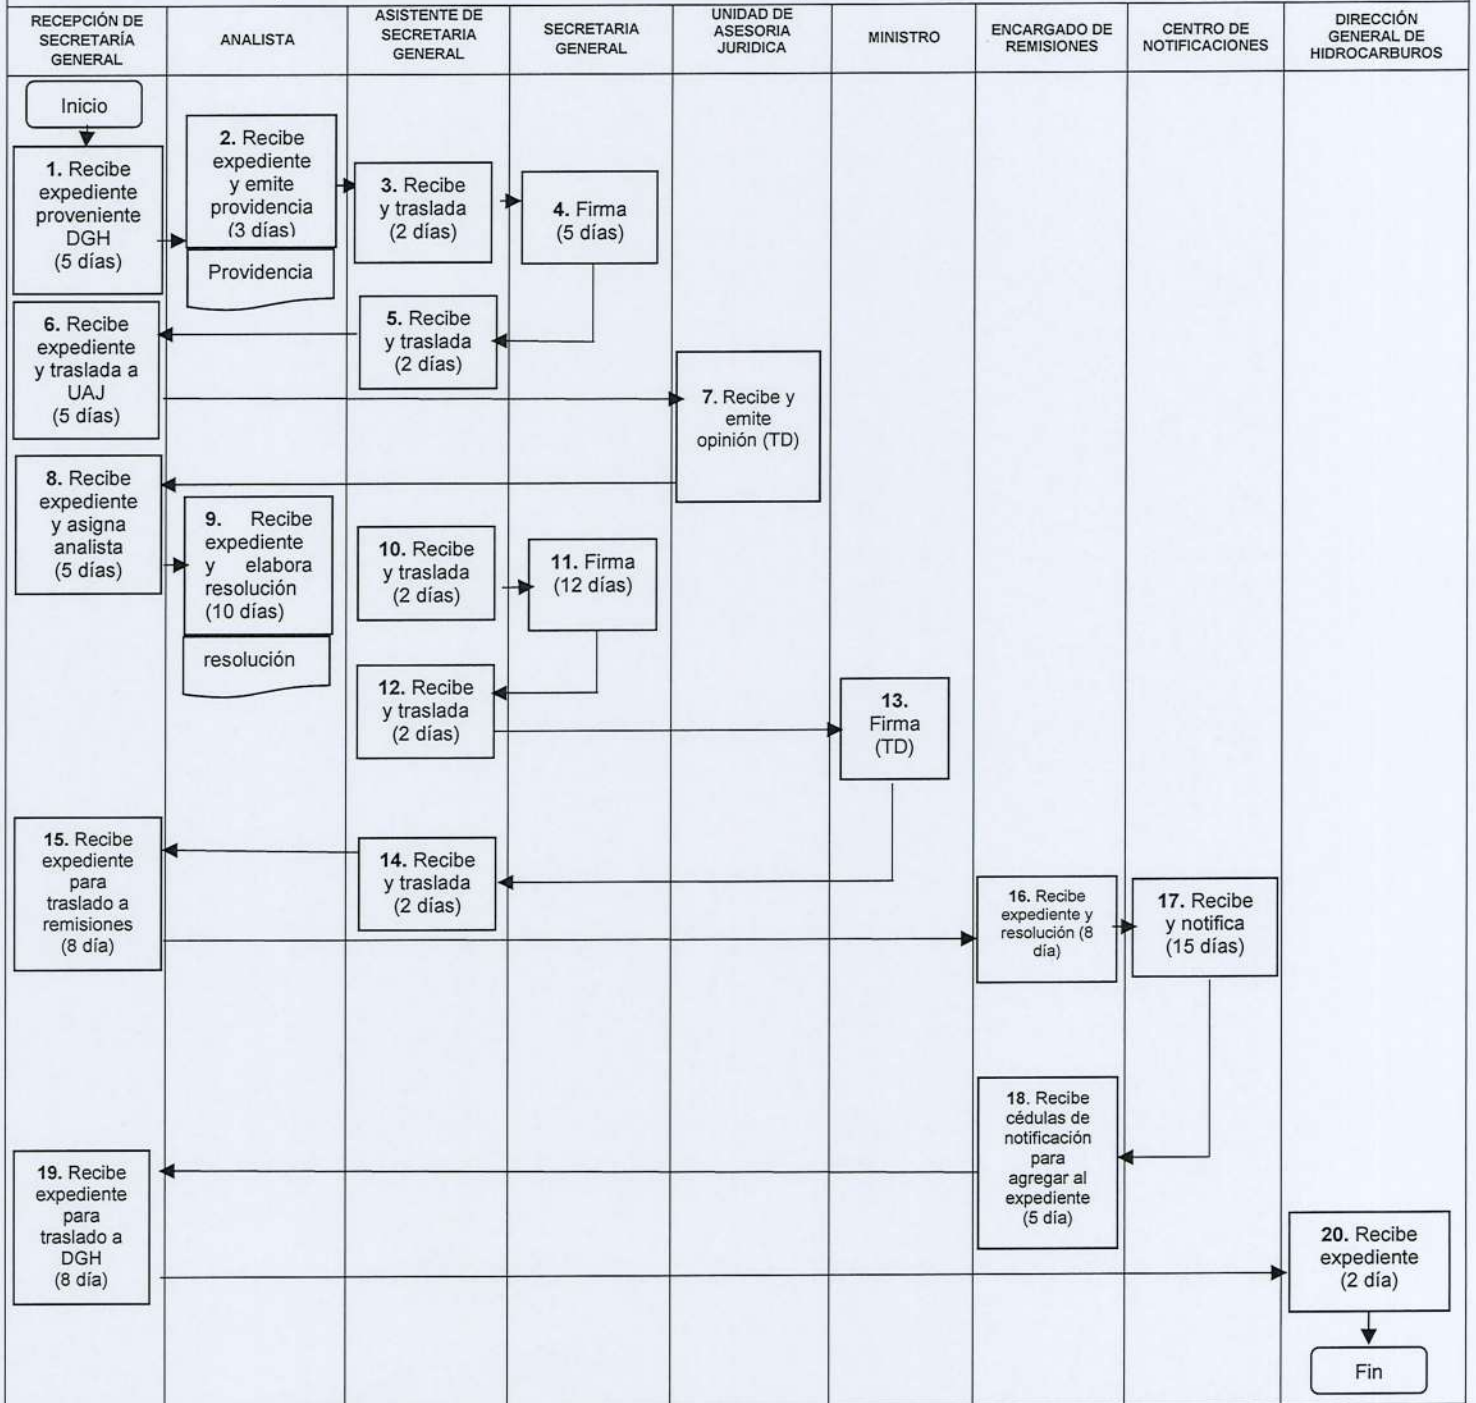 RECEPCIÓN DE
SECRETARÍA
GENERAL
ANALISTA
ASISTENTE DE
SECRETARIA
GENERAL
SECRETARIA
GENERAL
UNIDAD DE
ASESORIA
JURIDICA
MINISTRO
ENCARGADO DE
REMISIONES
CENTRO DE
NOTIFICACIONES
DIRECCIÓN
GENERAL DE
HIDROCARBUROS
Inicio
1. Recibe
expediente
proveniente
DGH
(5 días)
2. Recibe
expediente
y emite
providencia
(3 días)
Providencia
3. Recibe
y traslada
(2 días)
4. Firma
(5 días)
5. Recibe
y traslada
(2 días)
6. Recibe
expediente
y traslada a
UAJ
(5 días)
7. Recibe y
emite
opinión (TD)
8. Recibe
expediente
y asigna
analista
(5 días)
9. Recibe
expediente
y elabora
resolución
(10 días)
resolución
10. Recibe
y traslada
(2 días)
11. Firma
(12 días)
12. Recibe
y traslada
(2 días)
13.
Firma
(TD)
14. Recibe
y traslada
(2 días)
15. Recibe
expediente
para
traslado a
remisiones
(8 día)
16. Recibe
expediente y
resolución (8
día)
17. Recibe
y notifica
(15 días)
18. Recibe
cédulas de
notificación
para
agregar al
expediente
(5 día)
19. Recibe
expediente
para
traslado a
DGH
(8 día)
20. Recibe
expediente
(2 día)
Fin